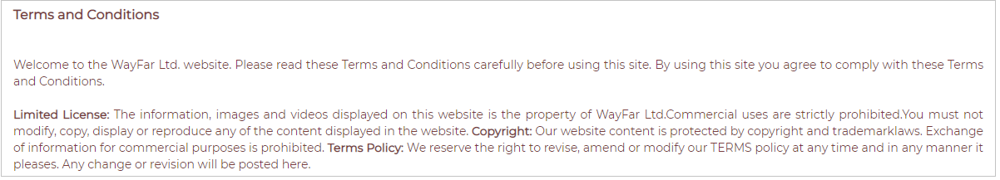 Terms and Conditions
Welcome to the WayFar Ltd. website. Please read these Terms and Conditions carefully before using this site. By using this site you agree to comply with these Terms
and Conditions.
Limited License: The information, images and videos displayed on this website is the property of WayFar Ltd.Commercial uses are strictly prohibited.You must not
modify, copy, display or reproduce any of the content displayed in the website. Copyright: Our website content is protected by copyright and trademarklaws. Exchange
of information for commercial purposes is prohibited. Terms Policy: We reserve the right to revise, amend or modify our TERMS policy at any time and in any manner it
pleases. Any change or revision will be posted here.